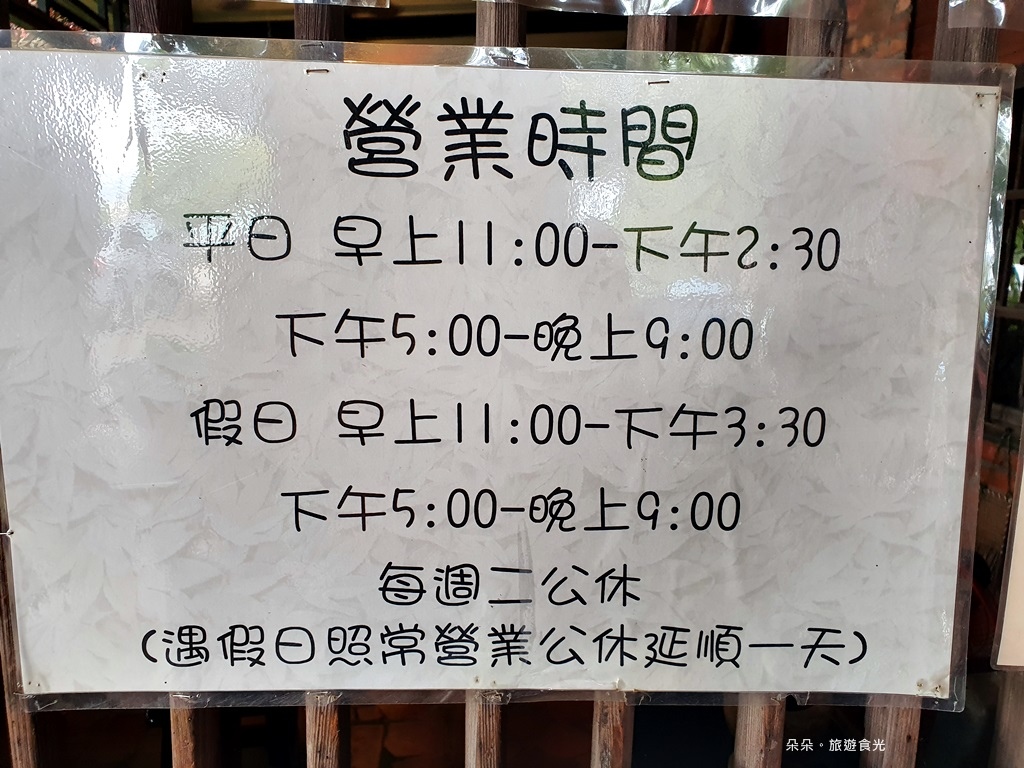 營業時間
平日 早上11:00-下午2:30
下午5:00-晚上9:00
假日 早上11:00-下午3:30
下午5:00-晚上9:00
每週二公休
(遇假日照常營業公休延順一天)
朵朵。旅遊食光